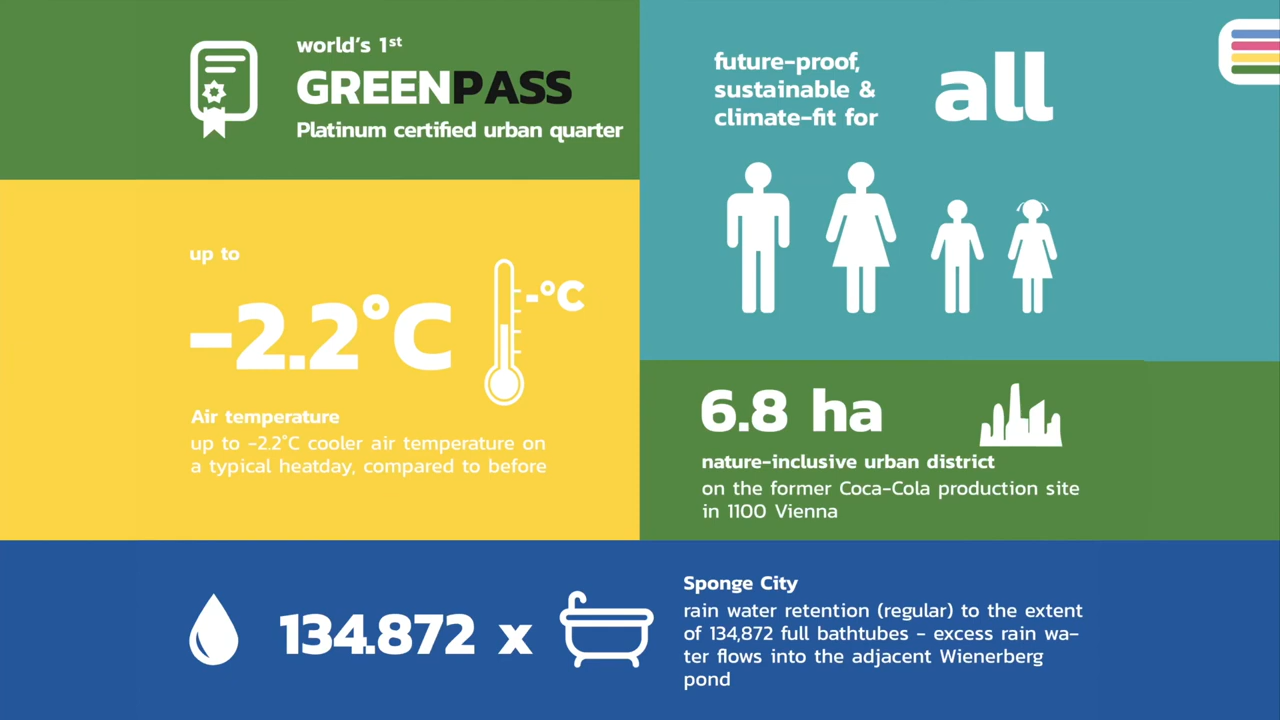 world's 1st
GREENPASS
Platinum certified urban quarter
future-proof,
sustainable &
climate-fit for
all
up to
-2.2°C
-°C
Air temperature
up to -2.2°C cooler air temperature on
a typical heatday, compared to before
6.8 ha
nature-inclusive urban district
on the former Coca-Cola production site
in 1100 Vienna
134.872 x
Sponge City
rain water retention (regular) to the extent
of 134,872 full bathtubes - excess rain wa-
ter flows into the adjacent Wienerberg
pond